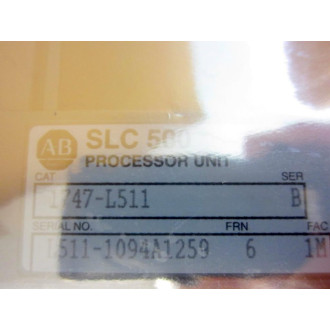 AB SLC 500
PROCESSOR UNIT
CAT SER
1747-L511 B
SERIAL NO. FRN FAC
L511-1094A1259 6 1M